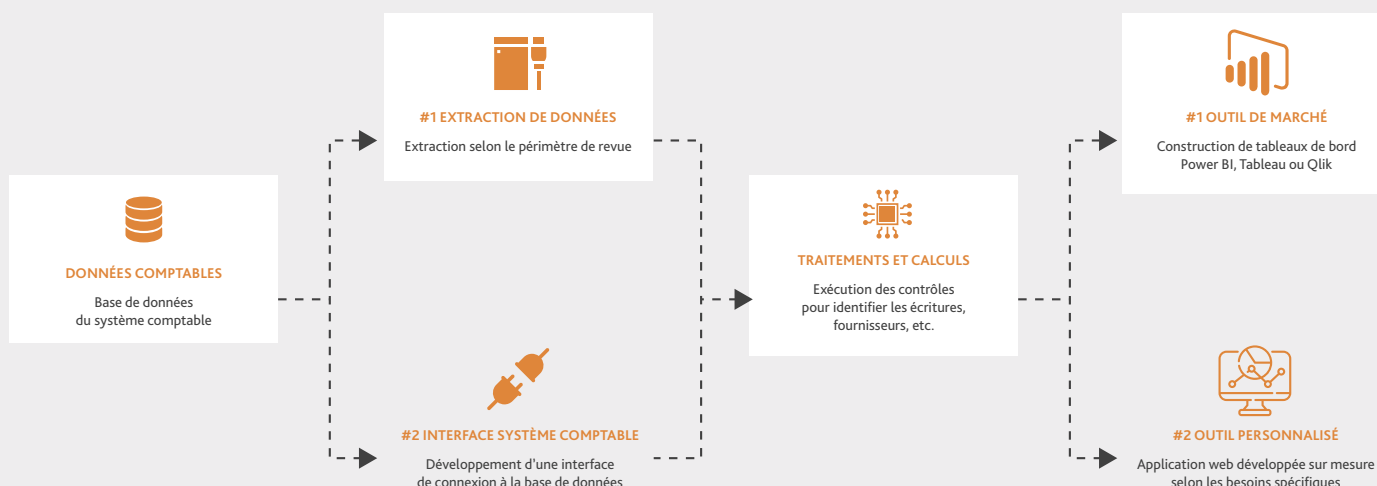 DONNÉES COMPTABLES
Base de données
du système comptable
#1 EXTRACTION DE DONNÉES
Extraction selon le périmètre de revue
#2 INTERFACE SYSTÈME COMPTABLE
Développement d'une interface
de connexion à la base de données
TRAITEMENTS ET CALCULS
Exécution des contrôles
pour identifier les écritures,
fournisseurs, etc.
#1 OUTIL DE MARCHÉ
Construction de tableaux de bord
Power BI, Tableau ou Qlik
#2 OUTIL PERSONNALISÉ
Application web développée sur mesure
selon les besoins spécifiques